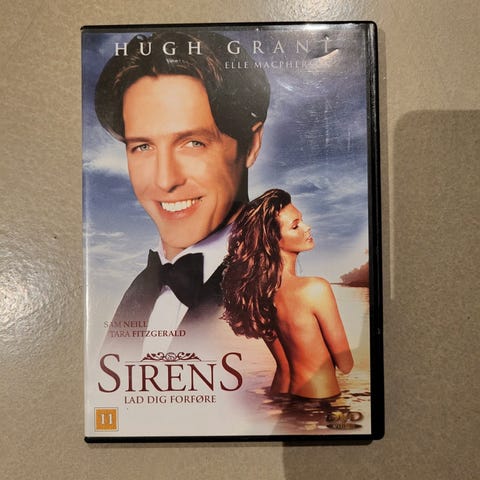 HUGH GRANT
ELLE MACPHERSON
SAM NEILL
TARA FITZGERALD
SIRENS
LAD DIG FORFØRE
11
DVD